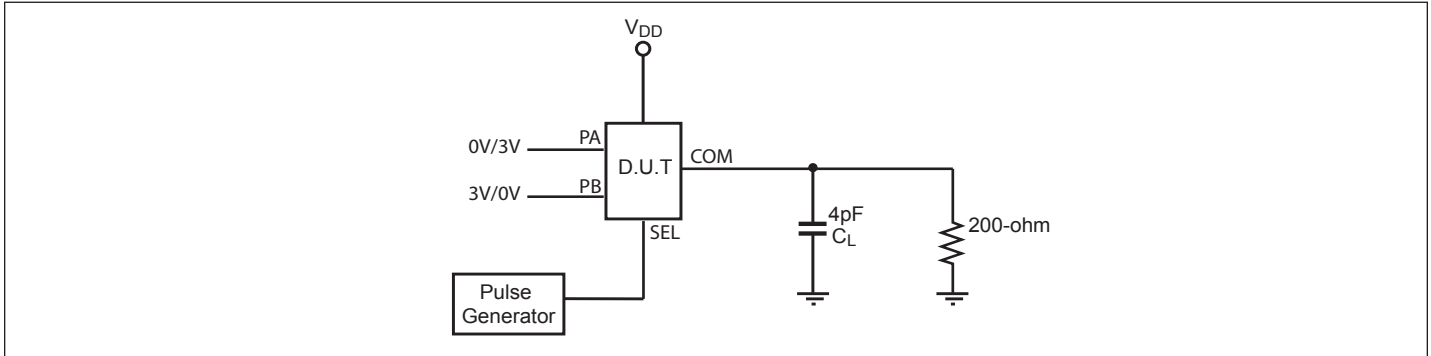 VDD
0V/3V
PA
D.U.T
COM
3V/0V
PB
SEL
4pF
CL
200-ohm
Pulse
Generator